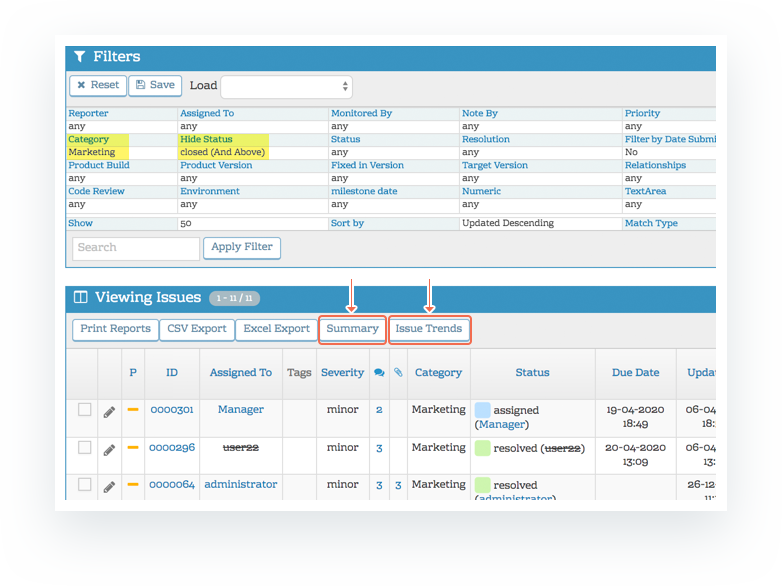 Filters
Reset Save Load
Reporter Assigned To Monitored By Note By Priority
any any any any any
Category Hide Status Status Resolution Filter by Date Submi
Marketing closed (And Above) any any No
Product Build Product Version Fixed in Version Target Version Relationships
any any any any any
Code Review Environment milestone date Numeric TextArea
any any any any any
Show 50 Sort by Updated Descending Match Type
Search Apply Filter
Viewing Issues 1 - 11 / 11
Print Reports CSV Export Excel Export Summary Issue Trends
P ID Assigned To Tags Severity Category Status Due Date Upda
0000301 Manager minor 2 Marketing assigned 19-04-2020 06-04
(Manager) 18:49 18:
0000296 user22 minor 3 Marketing resolved (user22) 20-04-2020 06-04
13:09 13:
0000064 administrator minor 3 3 Marketing resolved 26-12-
(administrator) 11: